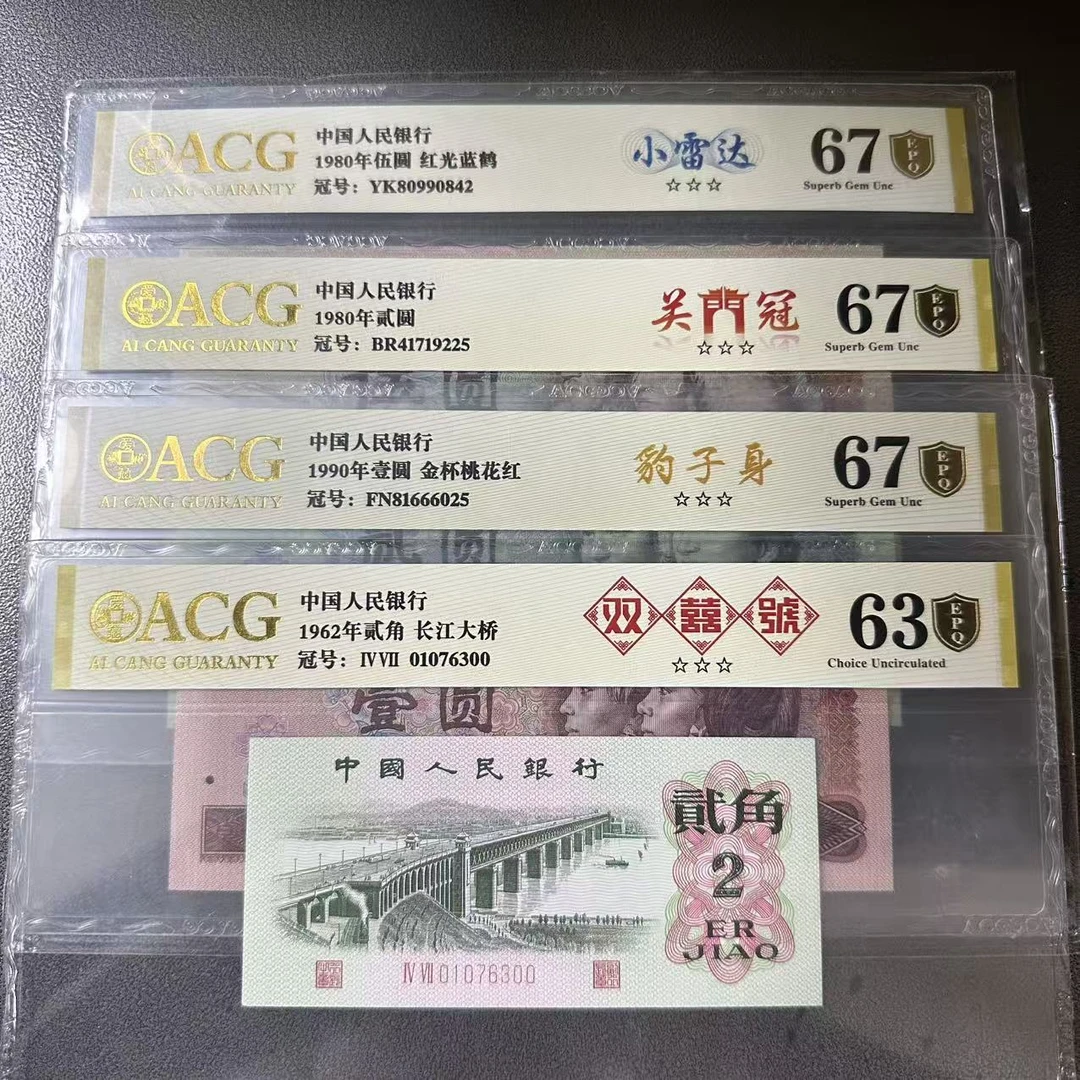 ACG
AI CANG GUARANTY
中国人民银行
1980年伍圆 红光蓝鹤
冠号：YK80990842
小雷达
☆☆☆
67
EPQ
Superb Gem Unc
ACG
AI CANG GUARANTY
中国人民银行
1980年贰圆
冠号：BR41719225
关門冠
☆☆☆
67
EPQ
Superb Gem Unc
ACG
AI CANG GUARANTY
中国人民银行
1990年壹圆 金杯桃花红
冠号：FN81666025
豹子身
☆☆☆
67
EPQ
Superb Gem Unc
ACG
AI CANG GUARANTY
中国人民银行
1962年贰角 长江大桥
冠号：ⅣⅦ 01076300
双囍號
☆☆☆
63
EPQ
Choice Uncirculated
壹圆
中國人民銀行
貳角
2
ER
JIAO
ⅣⅦ01076300